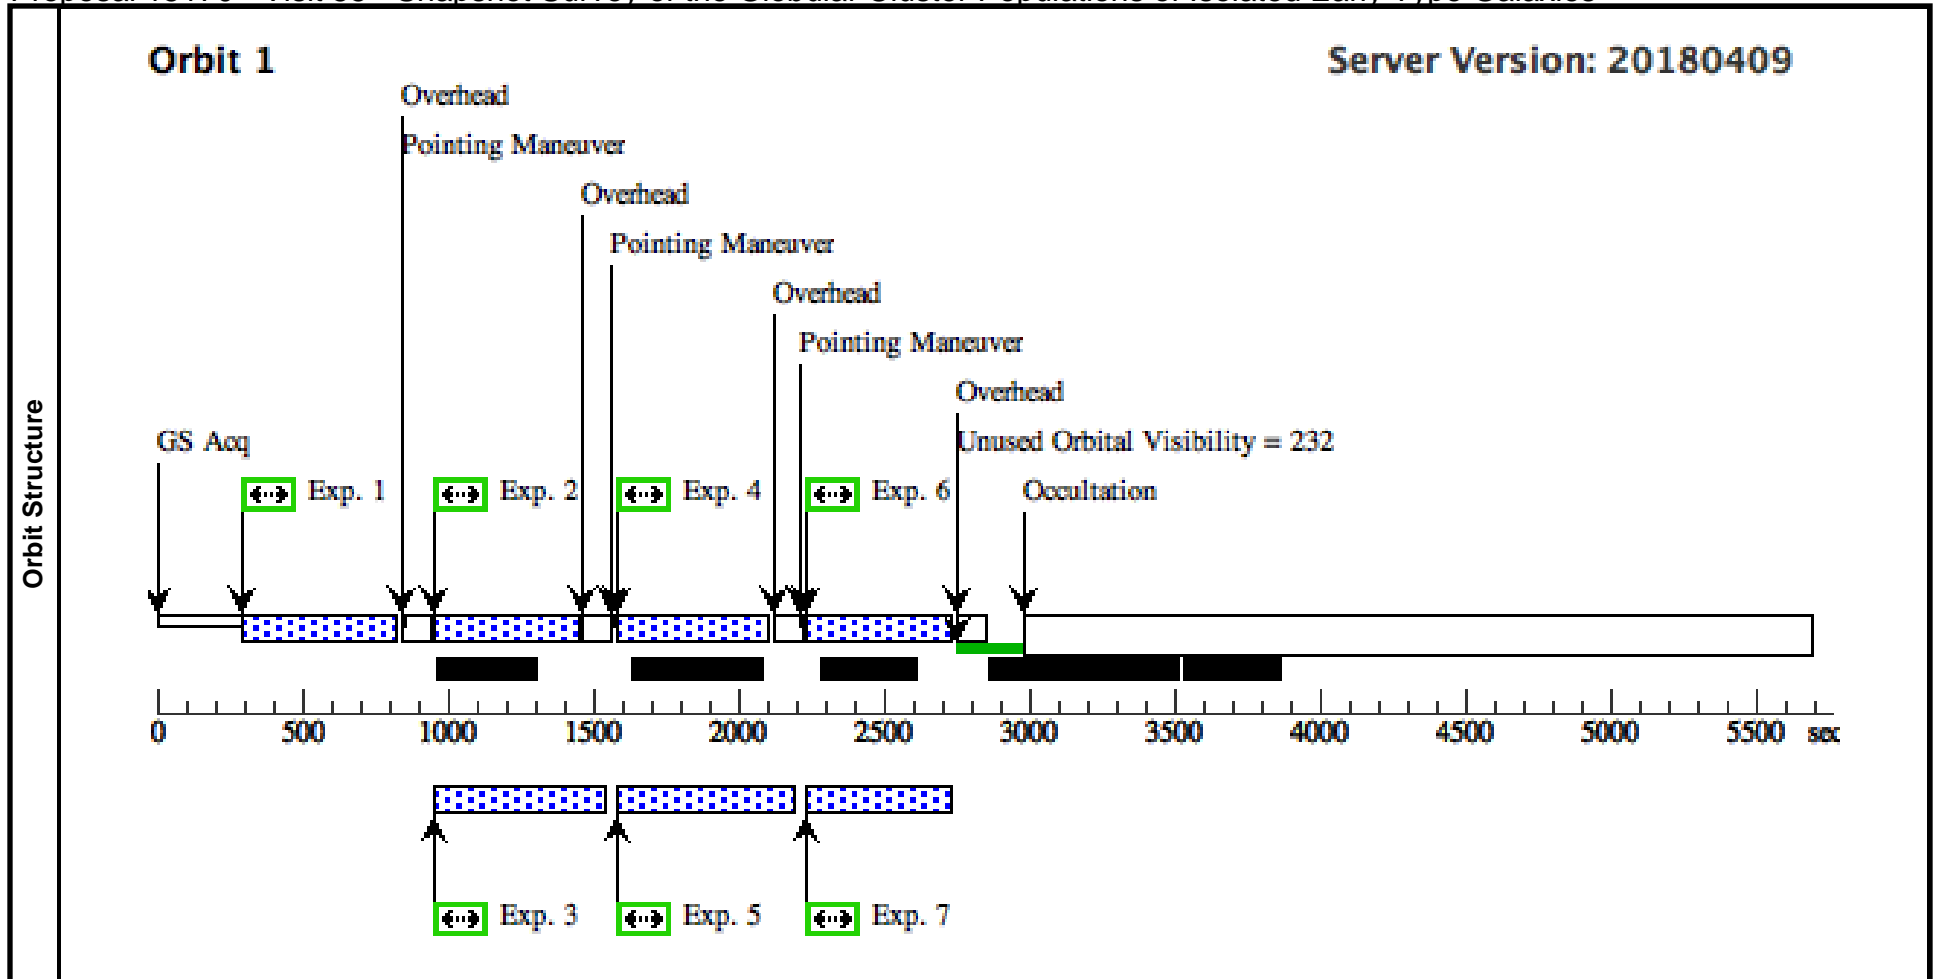 Orbit 1
Server Version: 20180409
Overhead
Pointing Maneuver
Overhead
Pointing Maneuver
Overhead
Pointing Maneuver
Overhead
GS Acq
Unused Orbital Visibility = 232
Exp. 1
Exp. 2
Exp. 4
Exp. 6
Occultation
Orbit Structure
0 500 1000 1500 2000 2500 3000 3500 4000 4500 5000 5500 sec
Exp. 3
Exp. 5
Exp. 7